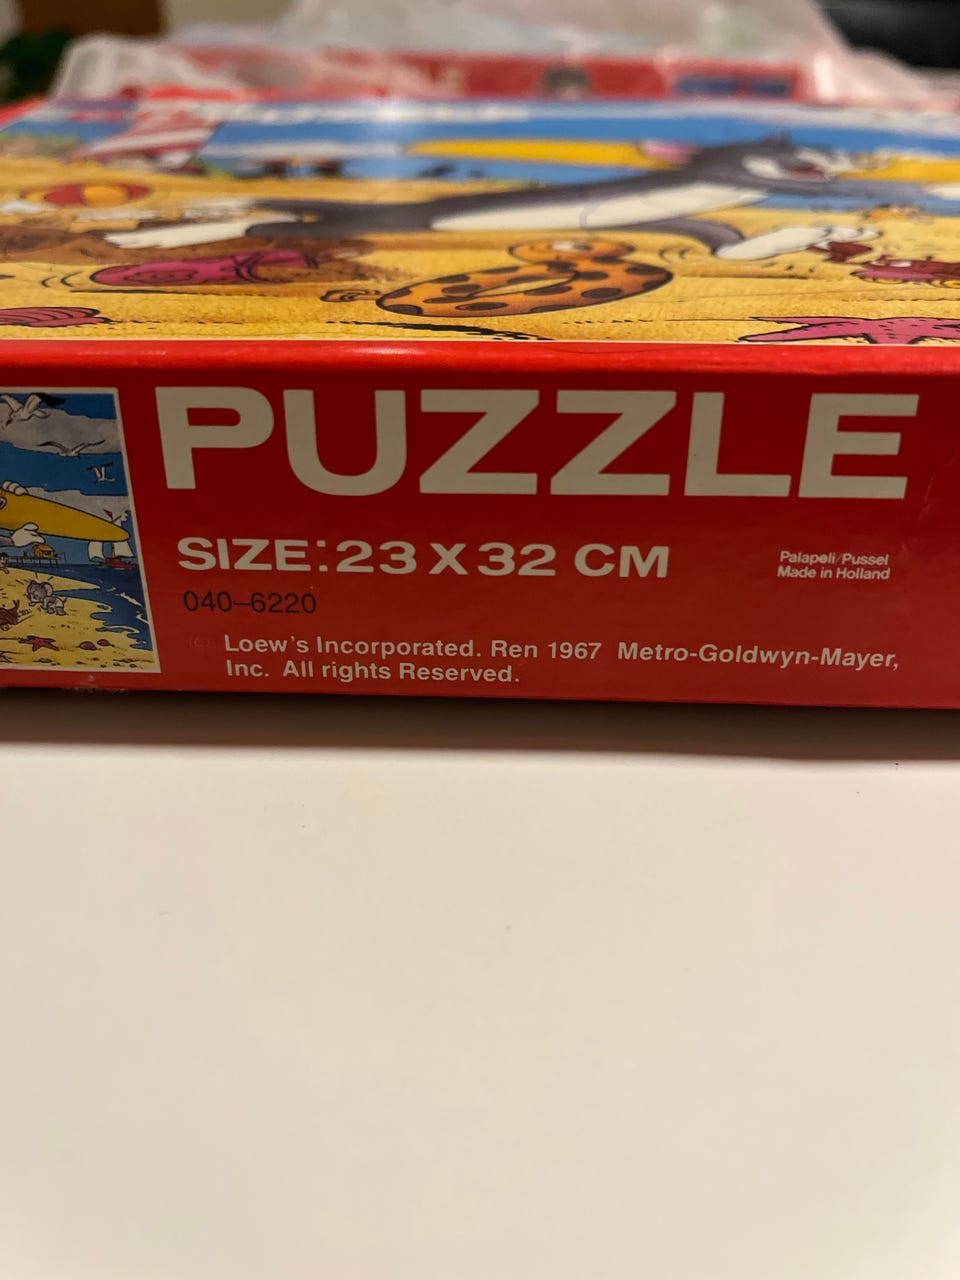 PUZZLE
SIZE: 23 X 32 CM
Palapeli/Pussel
Made in Holland
040–6220
(C) Loew's Incorporated. Ren 1967 Metro-Goldwyn-Mayer,
Inc. All rights Reserved.